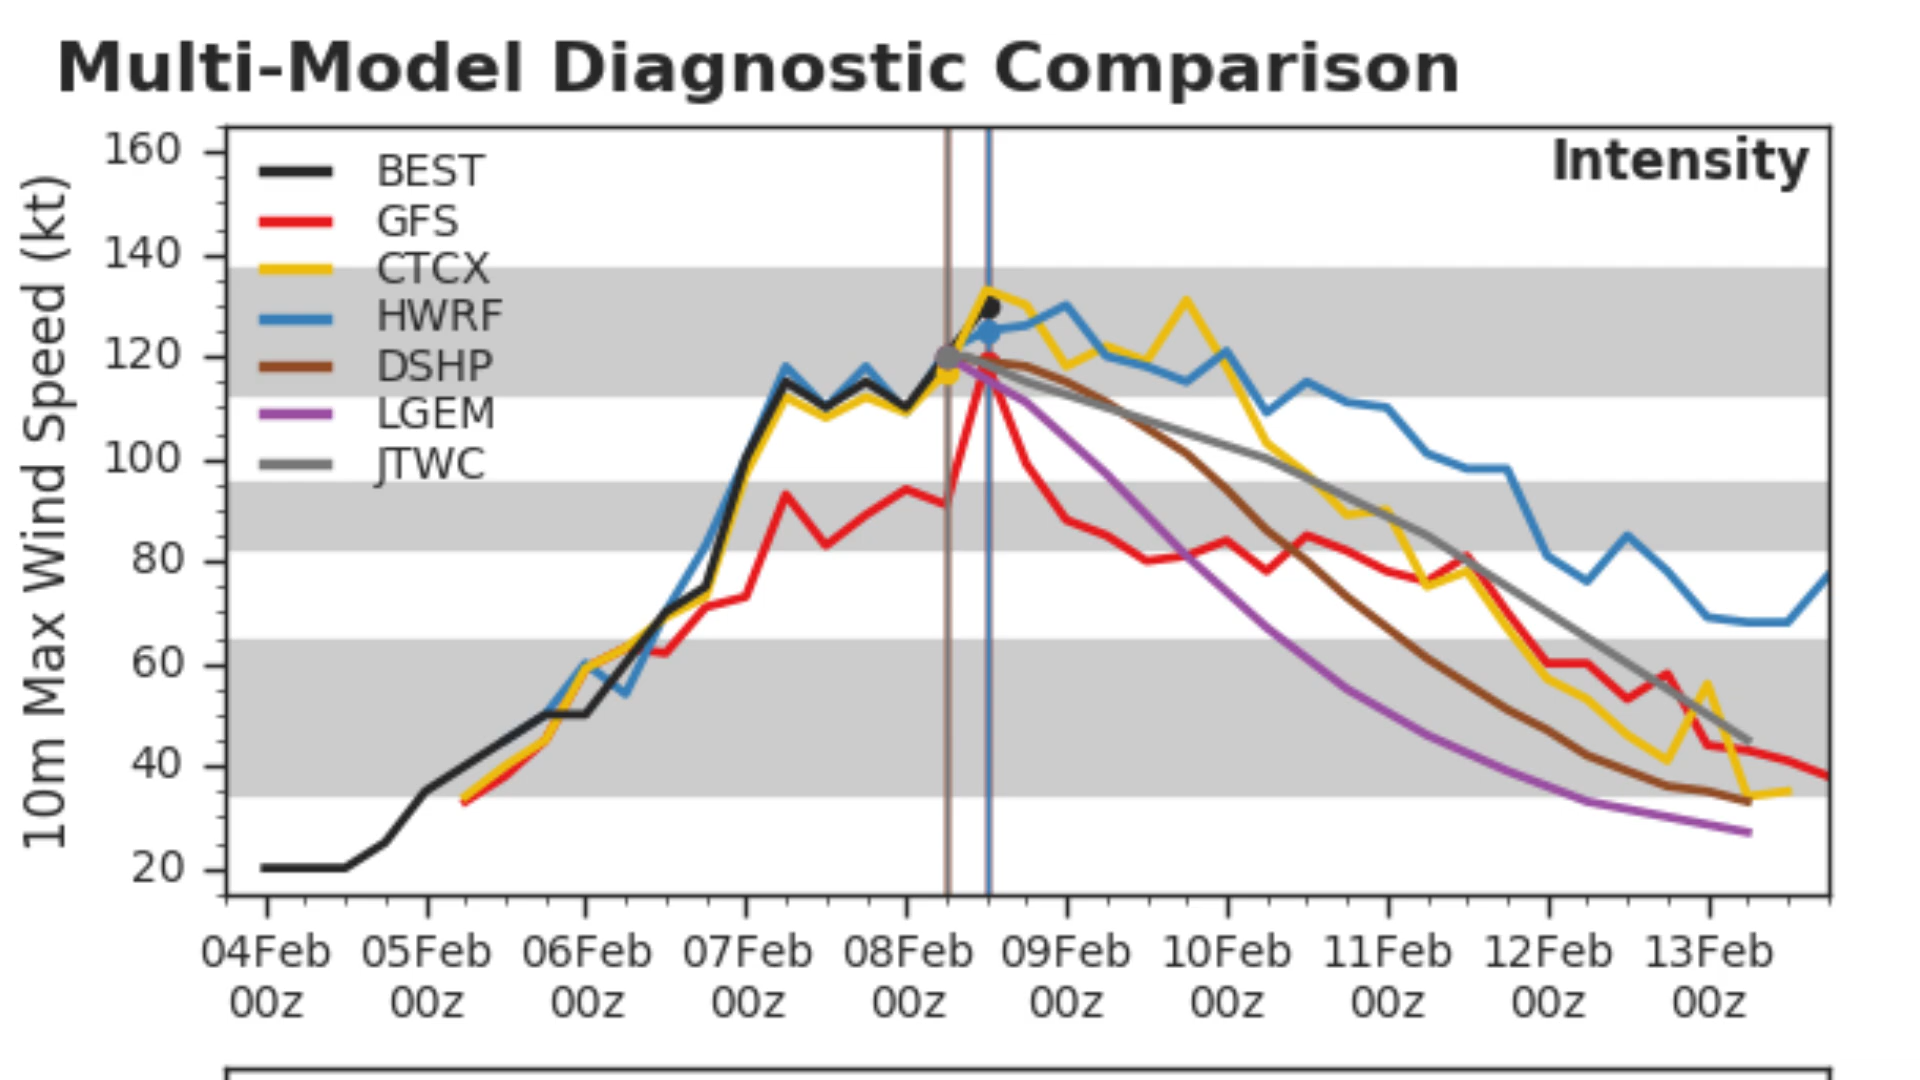 Multi-Model Diagnostic Comparison
Intensity
10m Max Wind Speed (kt)
160
140
120
100
80
60
40
20
BEST
GFS
CTCX
HWRF
DSHP
LGEM
JTWC
04Feb 05Feb 06Feb 07Feb 08Feb 09Feb 10Feb 11Feb 12Feb 13Feb
00z 00z 00z 00z 00z 00z 00z 00z 00z 00z